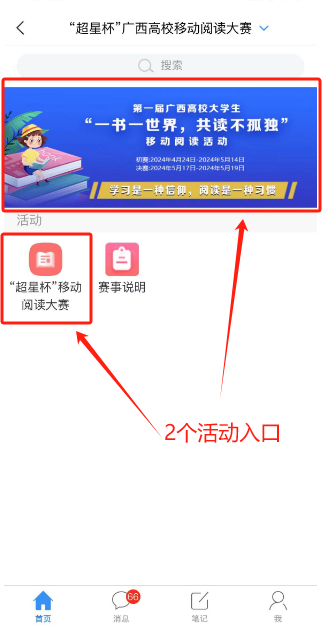 “超星杯”广西高校移动阅读大赛
搜索
第一届广西高校大学生
“一书一世界，共读不孤独”
移动阅读活动
初赛:2024年4月24日-2024年5月14日
决赛:2024年5月17日-2024年5月19日
学习是一种信仰，阅读是一种习惯
活动
“超星杯”移动
阅读大赛
赛事说明
2个活动入口
66
首页
消息
笔记
我